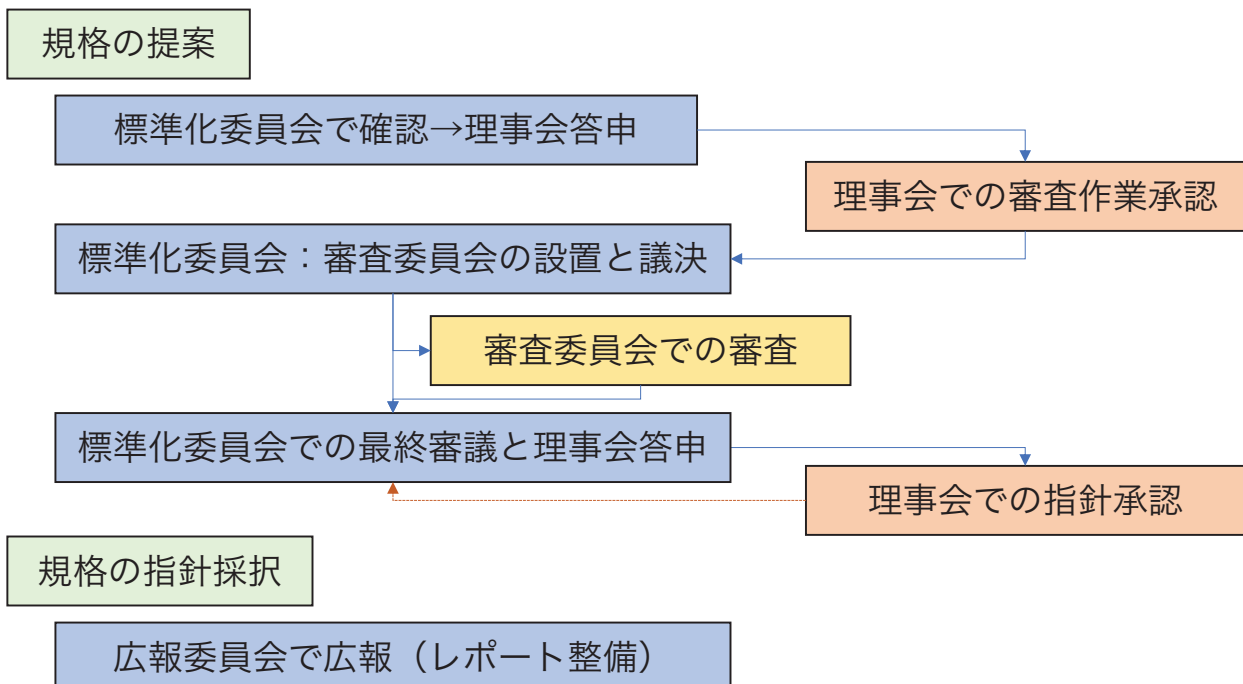 規格の提案
標準化委員会で確認→理事会答申
理事会での審査作業承認
標準化委員会：審査委員会の設置と議決
審査委員会での審査
標準化委員会での最終審議と理事会答申
理事会での指針承認
規格の指針採択
広報委員会で広報（レポート整備）